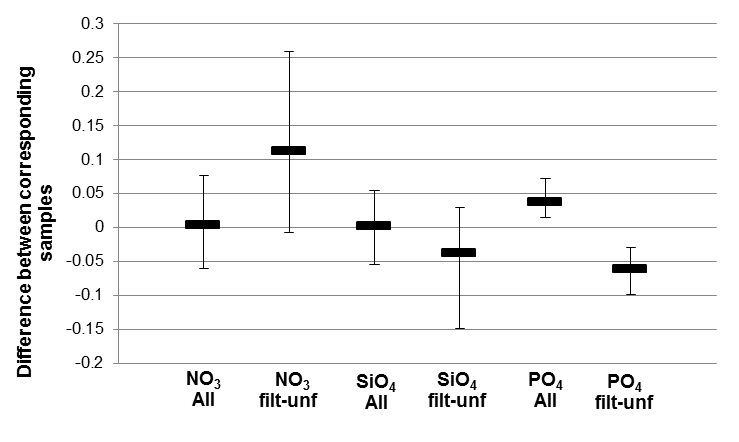 Difference between corresponding
samples
0.3
0.25
0.2
0.15
0.1
0.05
0
-0.05
-0.1
-0.15
-0.2
NO₃ NO₃ SiO₄ SiO₄ PO₄ PO₄
All filt-unf All filt-unf All filt-unf